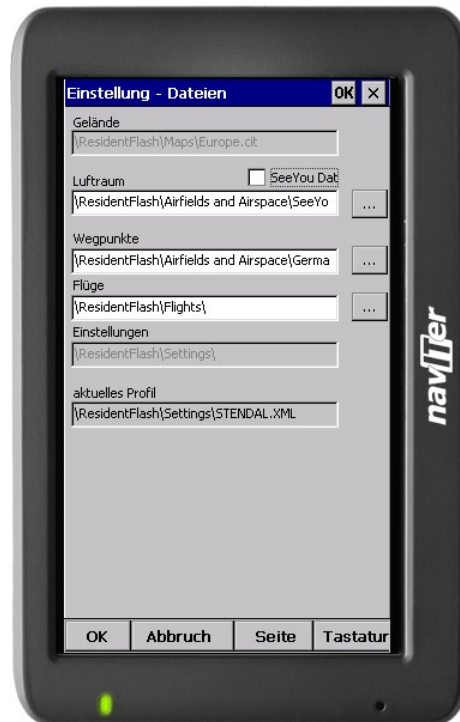 Einstellung - Dateien OK ×
Gelände
\ResidentFlash\Maps\Europe.cit
Luftraum SeeYou Dat
\ResidentFlash\Airfields and Airspace\SeeYo ...
Wegpunkte
\ResidentFlash\Airfields and Airspace\Germa ...
Flüge
\ResidentFlash\Flights\ ...
Einstellungen
\ResidentFlash\Settings\
aktuelles Profil
\ResidentFlash\Settings\STENDAL.XML
OK Abbruch Seite Tastatur
naviter